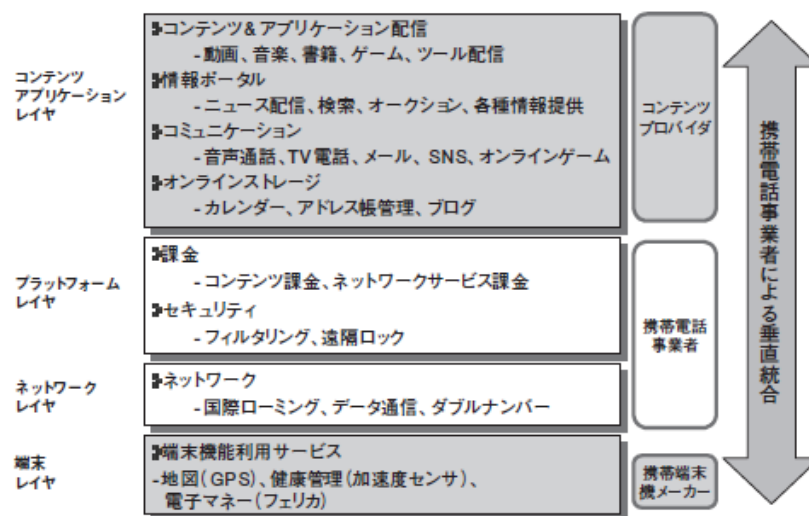 コンテンツ
アプリケーション
レイヤ
コンテンツ&アプリケーション配信
-動画、音楽、書籍、ゲーム、ツール配信
情報ポータル
-ニュース配信、検索、オークション、各種情報提供
コミュニケーション
-音声通話、TV電話、メール、SNS、オンラインゲーム
オンラインストレージ
-カレンダー、アドレス帳管理、ブログ
コンテンツ
プロバイダ
プラットフォーム
レイヤ
課金
-コンテンツ課金、ネットワークサービス課金
セキュリティ
-フィルタリング、遠隔ロック
携帯電話
事業者
ネットワーク
レイヤ
ネットワーク
-国際ローミング、データ通信、ダブルナンバー
端末
レイヤ
端末機能利用サービス
-地図(GPS)、健康管理(加速度センサ)、
電子マネー(フェリカ)
携帯端末
機メーカー
携帯電話事業者による垂直統合